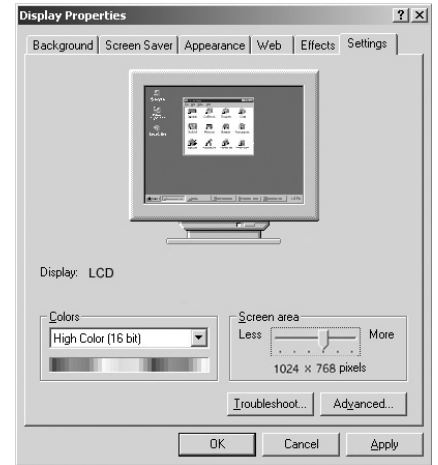 Display Properties
Background Screen Saver Appearance Web Effects Settings
Display: LCD
Colors
High Color (16 bit)
Screen area
Less More
1024 × 768 pixels
Troubleshoot... Advanced...
OK Cancel Apply